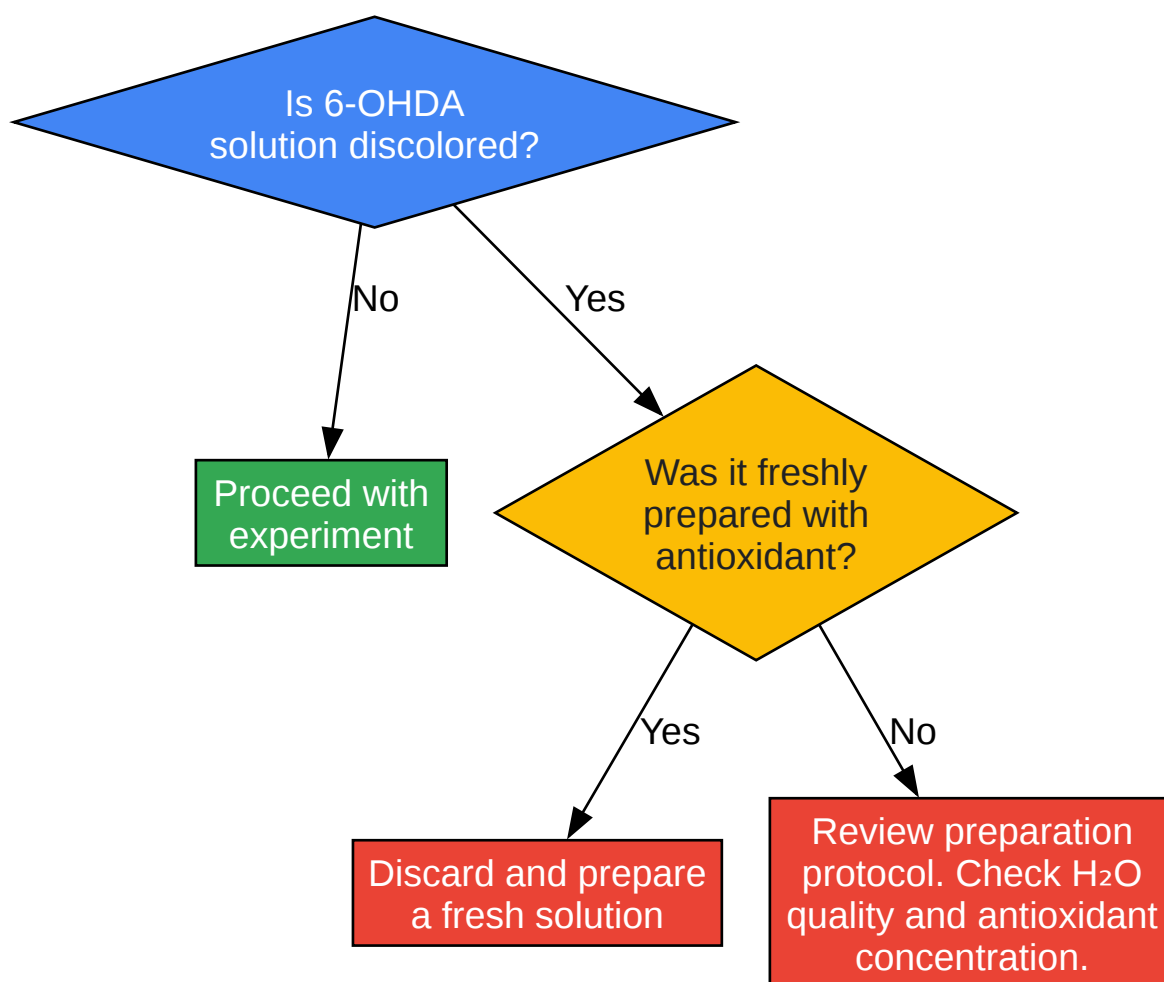 Is 6-OHDA
solution discolored?
No
Yes
Proceed with
experiment
Was it freshly
prepared with
antioxidant?
Yes
No
Discard and prepare
a fresh solution
Review preparation
protocol. Check H₂O
quality and antioxidant
concentration.